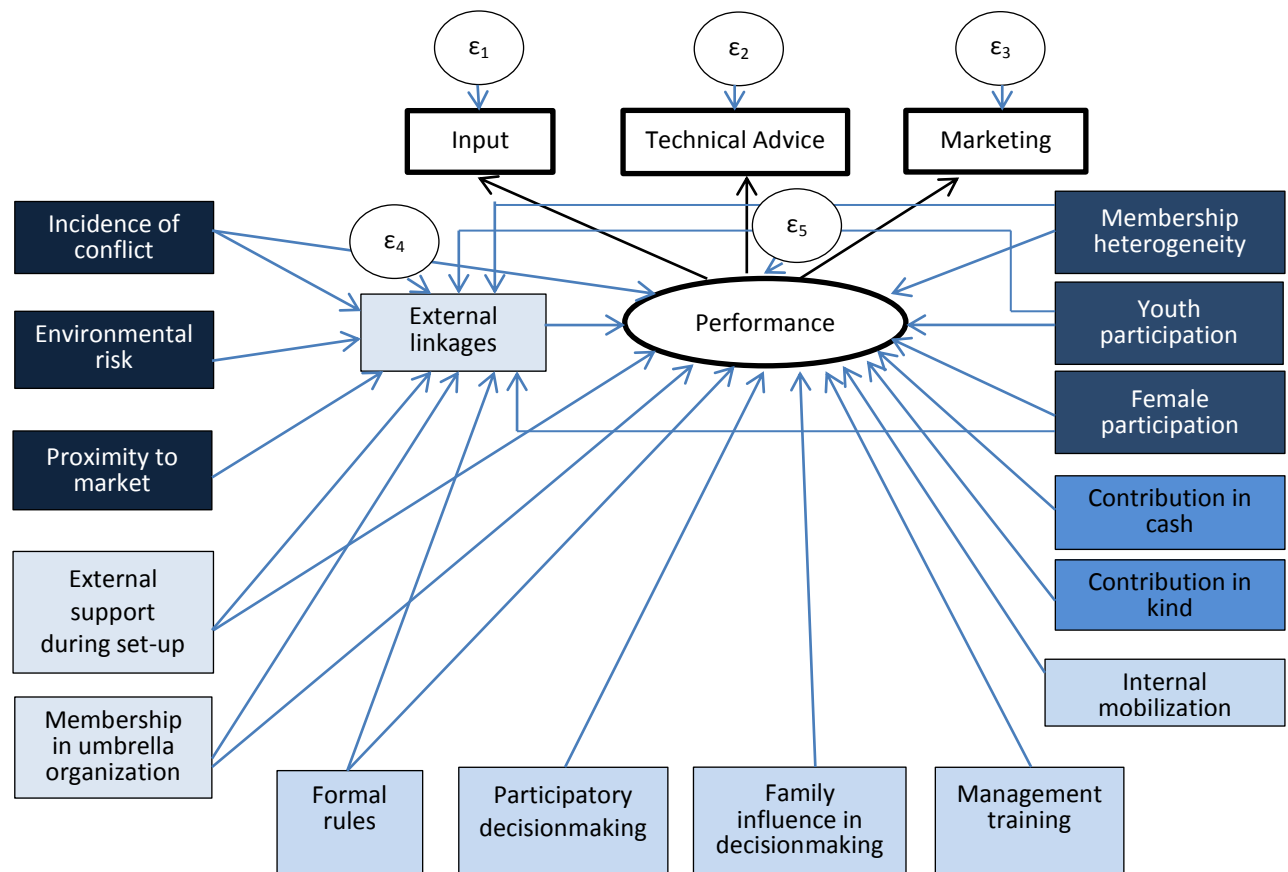 ε1
ε2
ε3
Input
Technical Advice
Marketing
Incidence of
conflict
ε4
ε5
Membership
heterogeneity
External
linkages
Performance
Youth
participation
Environmental
risk
Female
participation
Proximity to
market
Contribution in
cash
External
support
during set-up
Contribution in
kind
Internal
mobilization
Membership
in umbrella
organization
Formal
rules
Participatory
decisionmaking
Family
influence in
decisionmaking
Management
training